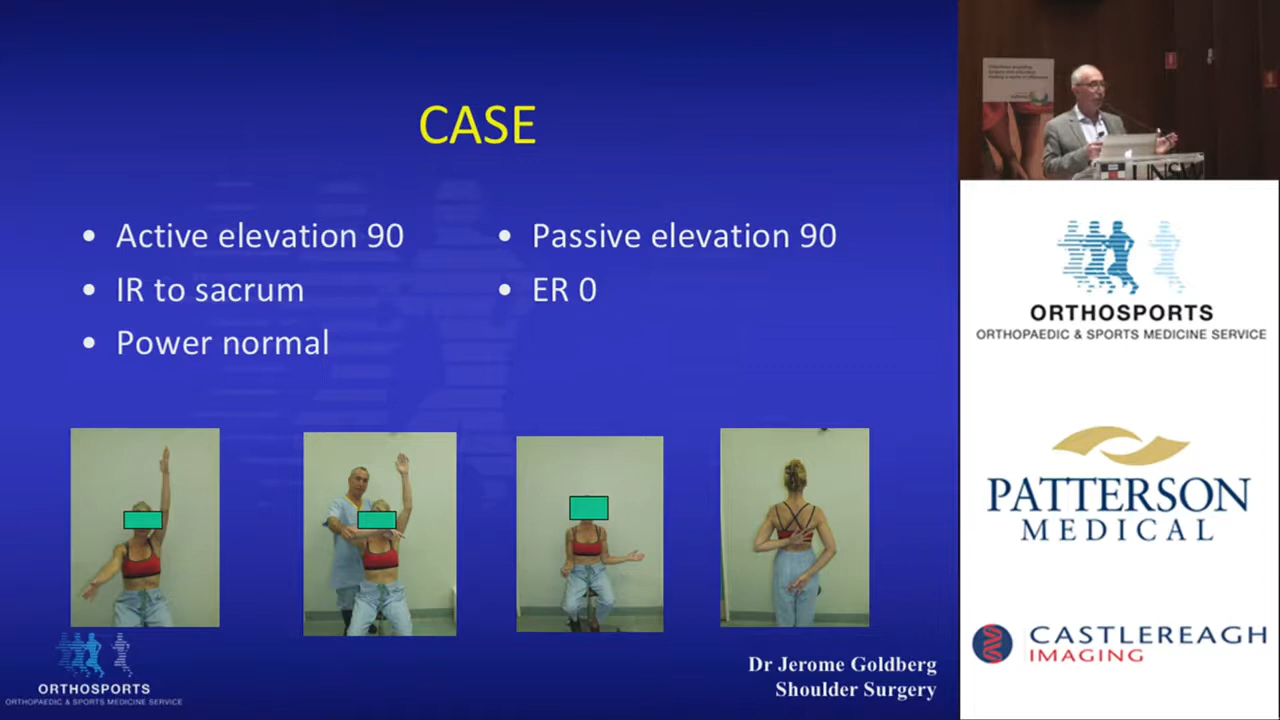 CASE
• Active elevation 90
• IR to sacrum
• Power normal
• Passive elevation 90
• ER 0
ORTHOSPORTS
ORTHOPAEDIC & SPORTS MEDICINE SERVICE
Dr Jerome Goldberg
Shoulder Surgery
UNSW
ORTHOSPORTS
ORTHOPAEDIC & SPORTS MEDICINE SERVICE
PATTERSON
MEDICAL
CASTLEREAGH
IMAGING